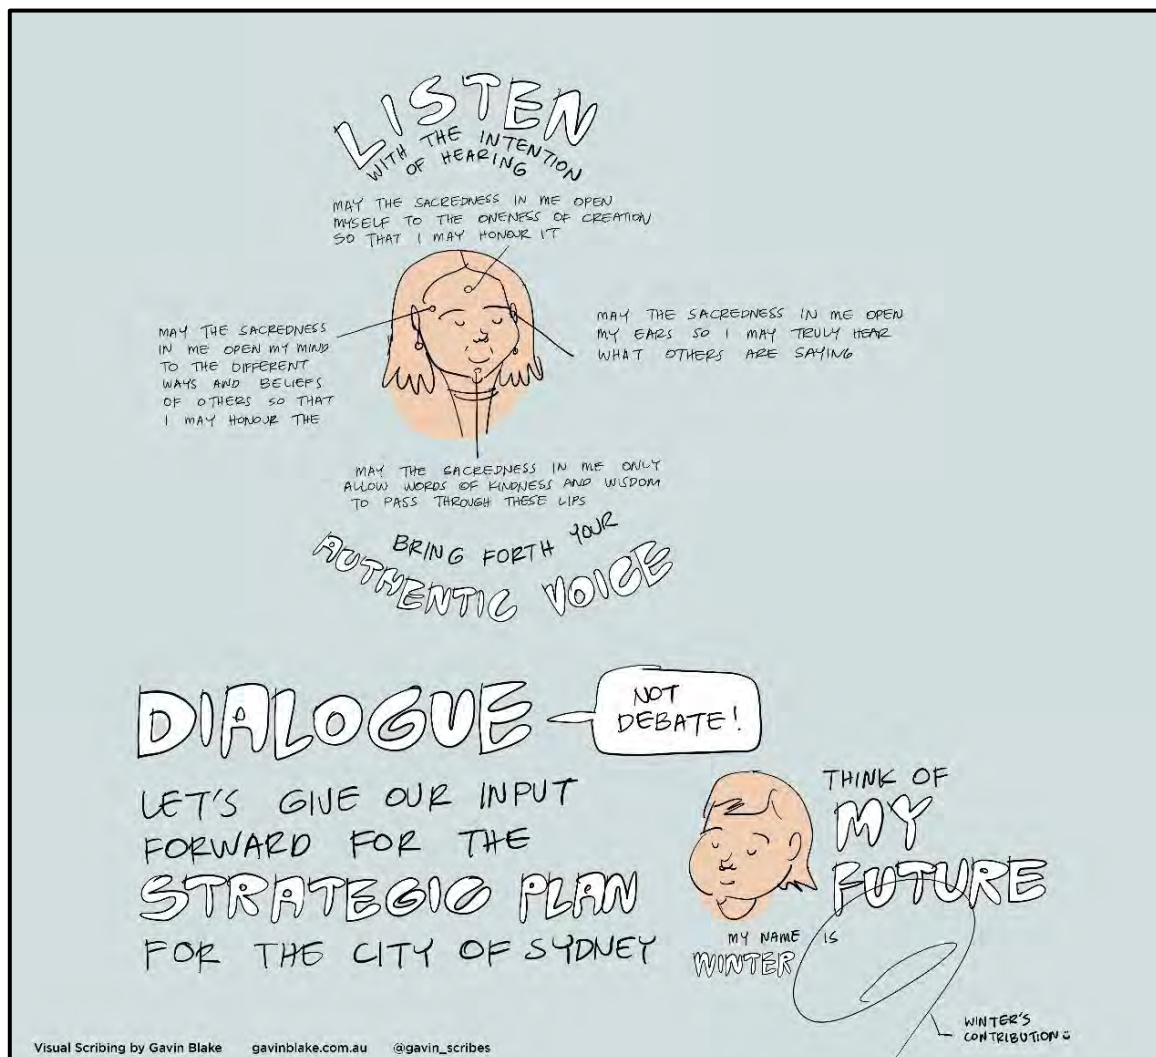 LISTEN
WITH THE INTENTION
OF HEARING
MAY THE SACREDNESS IN ME OPEN
MYSELF TO THE ONENESS OF CREATION
SO THAT I MAY HONOUR IT
MAY THE SACREDNESS
IN ME OPEN MY MIND
TO THE DIFFERENT
WAYS AND BELIEFS
OF OTHERS SO THAT
I MAY HONOUR THE
MAY THE SACREDNESS IN ME OPEN
MY EARS SO I MAY TRULY HEAR
WHAT OTHERS ARE SAYING
MAY THE SACREDNESS IN ME ONLY
ALLOW WORDS OF KINDNESS AND WISDOM
TO PASS THROUGH THESE LIPS
BRING FORTH YOUR
AUTHENTIC VOICE
DIALOGUE
NOT
DEBATE!
LET'S GIVE OUR INPUT
FORWARD FOR THE
STRATEGIC PLAN
FOR THE CITY OF SYDNEY
THINK OF
MY
FUTURE
MY NAME IS
WINTER
WINTER'S
CONTRIBUTION
Visual Scribing by Gavin Blake gavinblake.com.au @gavin_scribes